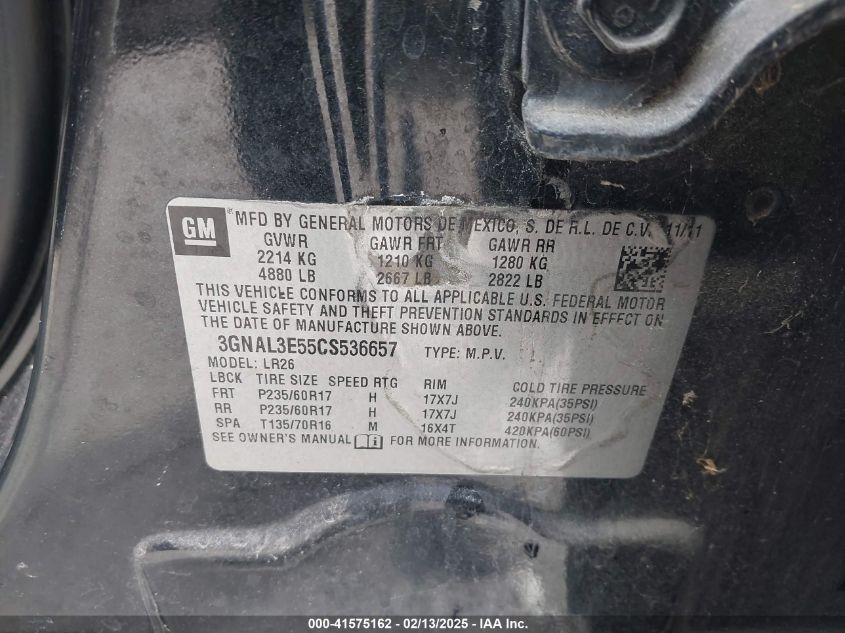 GM ® MFD BY GENERAL MOTORS DE MEXICO, S. DE R.L. DE C.V. 11/11
GVWR GAWR FRT GAWR RR
2214 KG 1210 KG 1280 KG
4880 LB 2667 LB 2822 LB
THIS VEHICLE CONFORMS TO ALL APPLICABLE U.S. FEDERAL MOTOR
VEHICLE SAFETY AND THEFT PREVENTION STANDARDS IN EFFECT ON
THE DATE OF MANUFACTURE SHOWN ABOVE.
3GNAL3E55CS536657 TYPE: M.P.V.
MODEL: LR26
LBCK TIRE SIZE SPEED RTG RIM COLD TIRE PRESSURE
FRT P235/60R17 H 17X7J 240KPA(35PSI)
RR P235/60R17 H 17X7J 240KPA(35PSI)
SPA T135/70R16 M 16X4T 420KPA(60PSI)
SEE OWNER'S MANUAL FOR MORE INFORMATION.
000-41575162 - 02/13/2025 - IAA Inc.